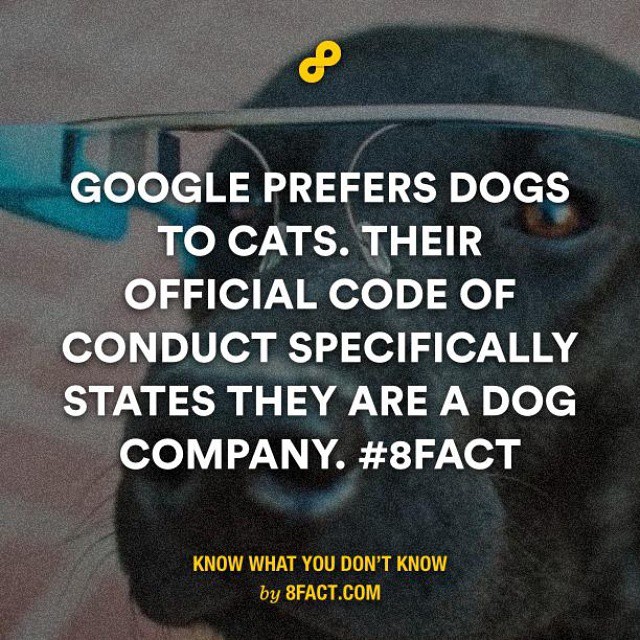 GOOGLE PREFERS DOGS
TO CATS. THEIR
OFFICIAL CODE OF
CONDUCT SPECIFICALLY
STATES THEY ARE A DOG
COMPANY. #8FACT
KNOW WHAT YOU DON'T KNOW
by 8FACT.COM